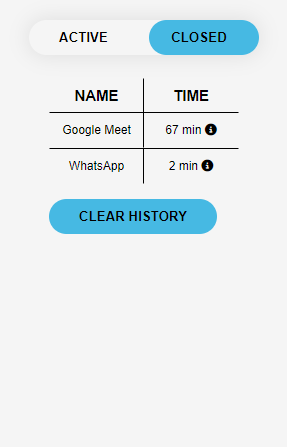 ACTIVE CLOSED
NAME TIME
Google Meet 67 min
WhatsApp 2 min
CLEAR HISTORY